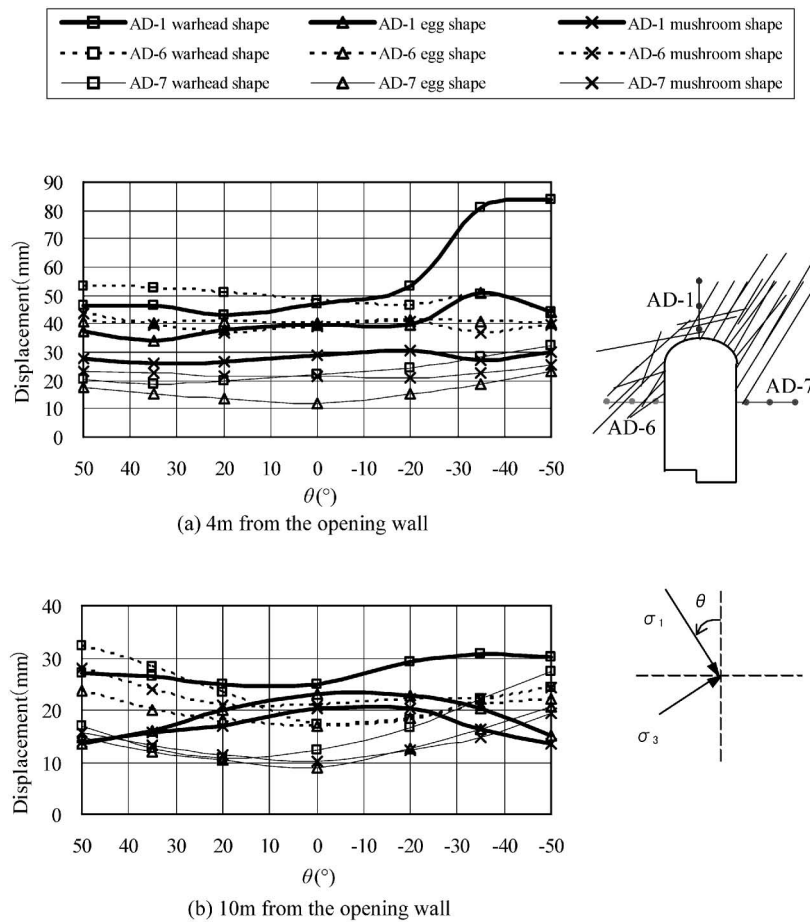 AD-1 warhead shape AD-1 egg shape AD-1 mushroom shape
AD-6 warhead shape AD-6 egg shape AD-6 mushroom shape
AD-7 warhead shape AD-7 egg shape AD-7 mushroom shape
Displacement(mm)
90
80
70
60
50
40
30
20
10
0
50 40 30 20 10 0 -10 -20 -30 -40 -50
θ(°)
(a) 4m from the opening wall
AD-1
AD-7
AD-6
Displacement(mm)
40
30
20
10
0
50 40 30 20 10 0 -10 -20 -30 -40 -50
θ(°)
(b) 10m from the opening wall
θ
σ1
σ3